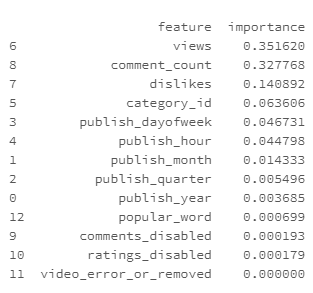 feature importance
6 views 0.351620
8 comment_count 0.327768
7 dislikes 0.140892
5 category_id 0.063606
3 publish_dayofweek 0.046731
4 publish_hour 0.044798
1 publish_month 0.014333
2 publish_quarter 0.005496
0 publish_year 0.003685
12 popular_word 0.000699
9 comments_disabled 0.000193
10 ratings_disabled 0.000179
11 video_error_or_removed 0.000000